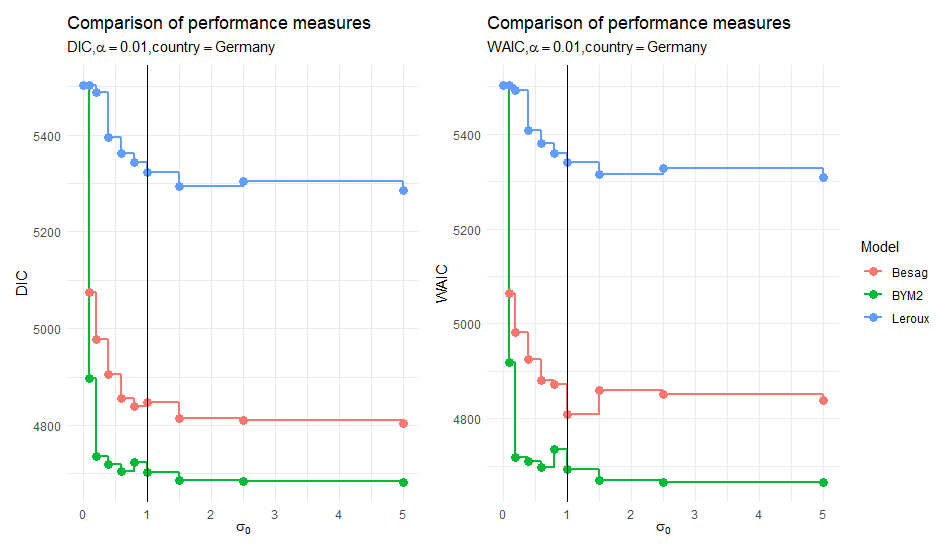 Comparison of performance measures
DIC,α = 0.01,country = Germany
DIC
5400
5200
5000
4800
0 1 2 3 4 5
σ0
Comparison of performance measures
WAIC,α = 0.01,country = Germany
WAIC
5400
5200
5000
4800
0 1 2 3 4 5
σ0
Model
Besag
BYM2
Leroux